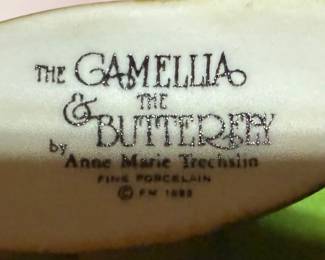 THE CAMELLIA
& THE
BUTTERFLY
by Anne Marie Trechslin
FINE PORCELAIN
© FM 1983